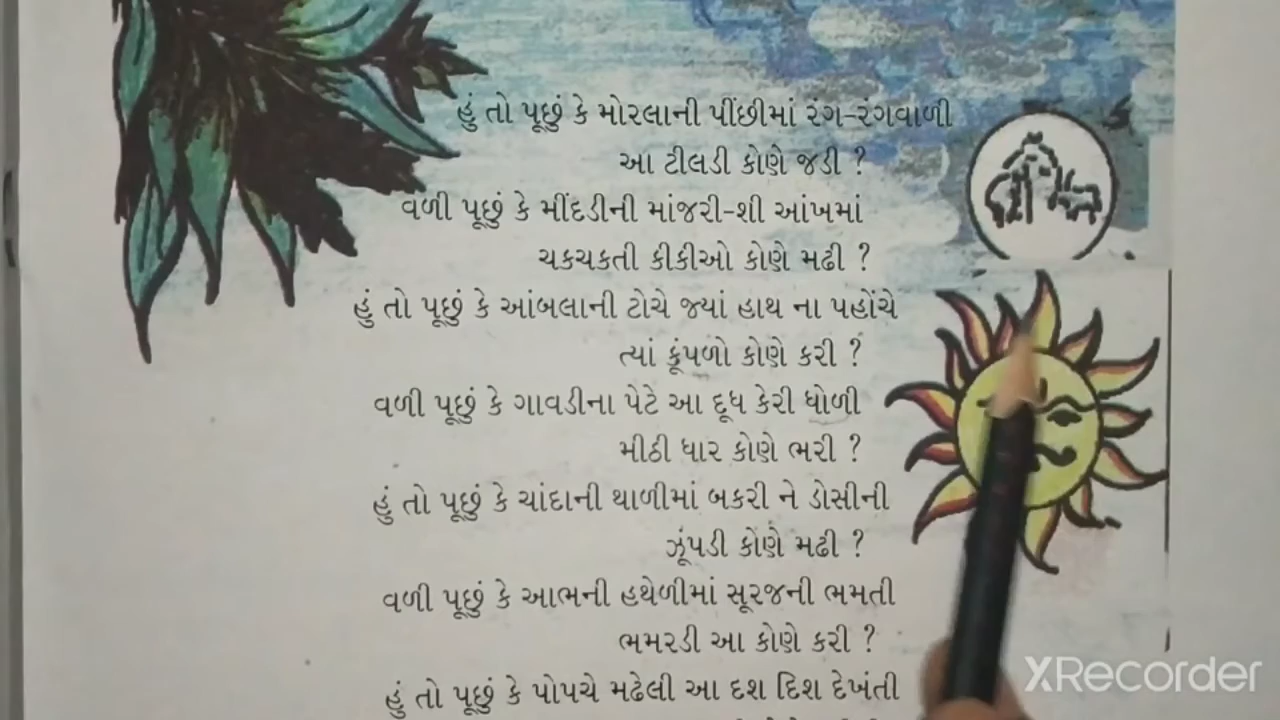 હું તો પૂછું કે મોરલાની પીંછીમાં રંગ-રંગવાળી
આ ટીલડી કોણે જડી ?
વળી પૂછું કે મીંદડીની માંજરી-શી આંખમાં
ચકચકતી કીકીઓ કોણે મઢી ?
હું તો પૂછું કે આંબલાની ટોચે જ્યાં હાથ ના પહોંચે
ત્યાં કૂંપળો કોણે કરી ?
વળી પૂછું કે ગાવડીના પેટે આ દૂધ કેરી ધોળી
મીઠી ધાર કોણે ભરી ?
હું તો પૂછું કે ચાંદાની થાળીમાં બકરી ને ડોસીની
ઝૂંપડી કોણે મઢી ?
વળી પૂછું કે આભની હથેળીમાં સૂરજની ભમતી
ભમરડી આ કોણે કરી ?
હું તો પૂછું કે પોપચે મઢેલી આ દશ દિશ દેખંતી
XRecorder